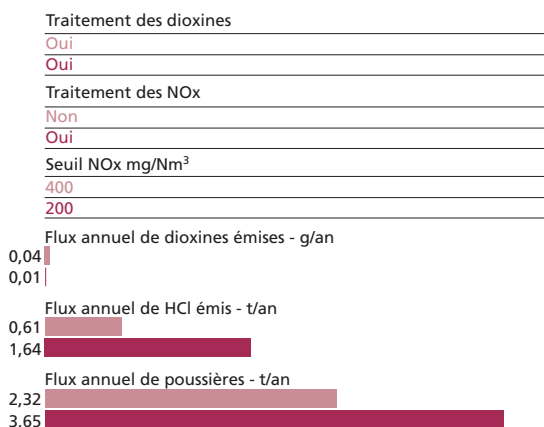 Traitement des dioxines
Oui
Oui
Traitement des NOx
Non
Oui
Seuil NOx mg/Nm³
400
200
Flux annuel de dioxines émises - g/an
0,04
0,01
Flux annuel de HCl émis - t/an
0,61
1,64
Flux annuel de poussières - t/an
2,32
3,65